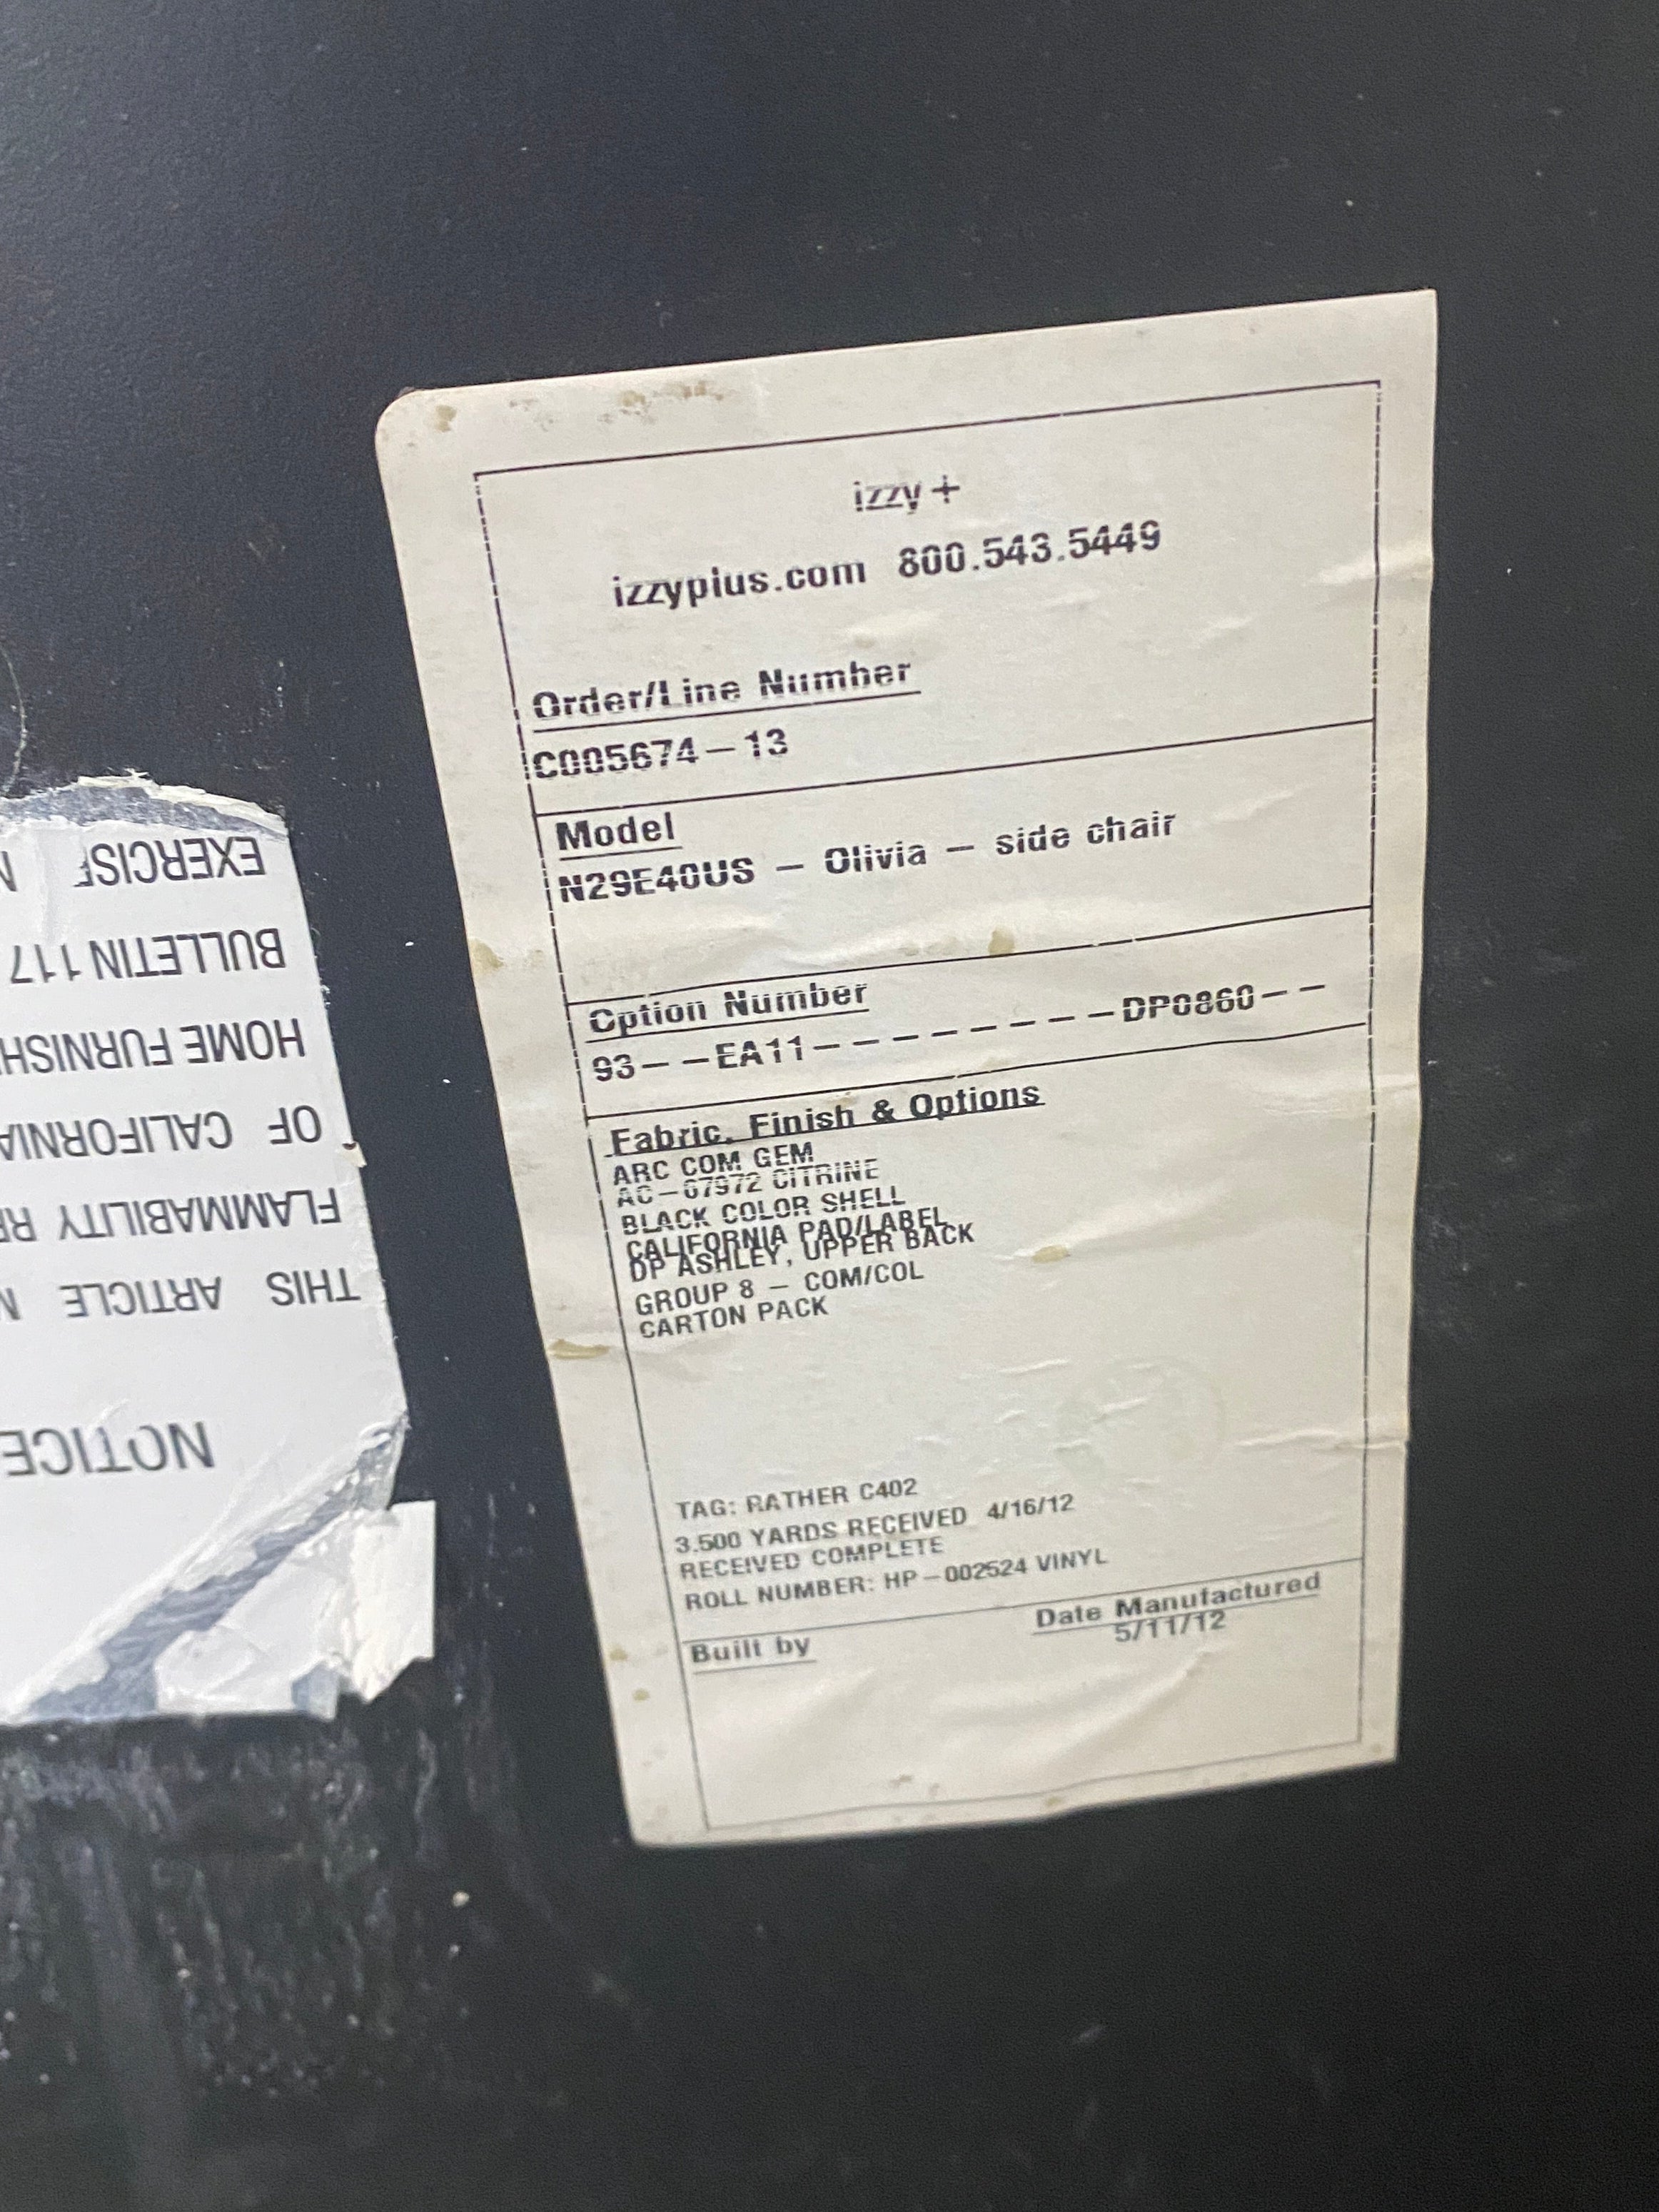 izzy +
izzyplus.com 800.543.5449
Order/Line Number
C005674-13
Model
N29E40US - Olivia - side chair
Option Number
93--EA11--------DP0860--
Fabric, Finish & Options
ARC COM GEM
AC-67972 CITRINE
BLACK COLOR SHELL
CALIFORNIA PAD/LABEL
DP ASHLEY, UPPER BACK
GROUP 8 - COM/COL
CARTON PACK
TAG: RATHER C402
3.500 YARDS RECEIVED 4/16/12
RECEIVED COMPLETE
ROLL NUMBER: HP-002524 VINYL
Built by
Date Manufactured
5/11/12
NOTICE
THIS ARTICLE
FLAMMABILITY
OF CALIFORNIA
HOME
BULLETIN 117
EXERCISE